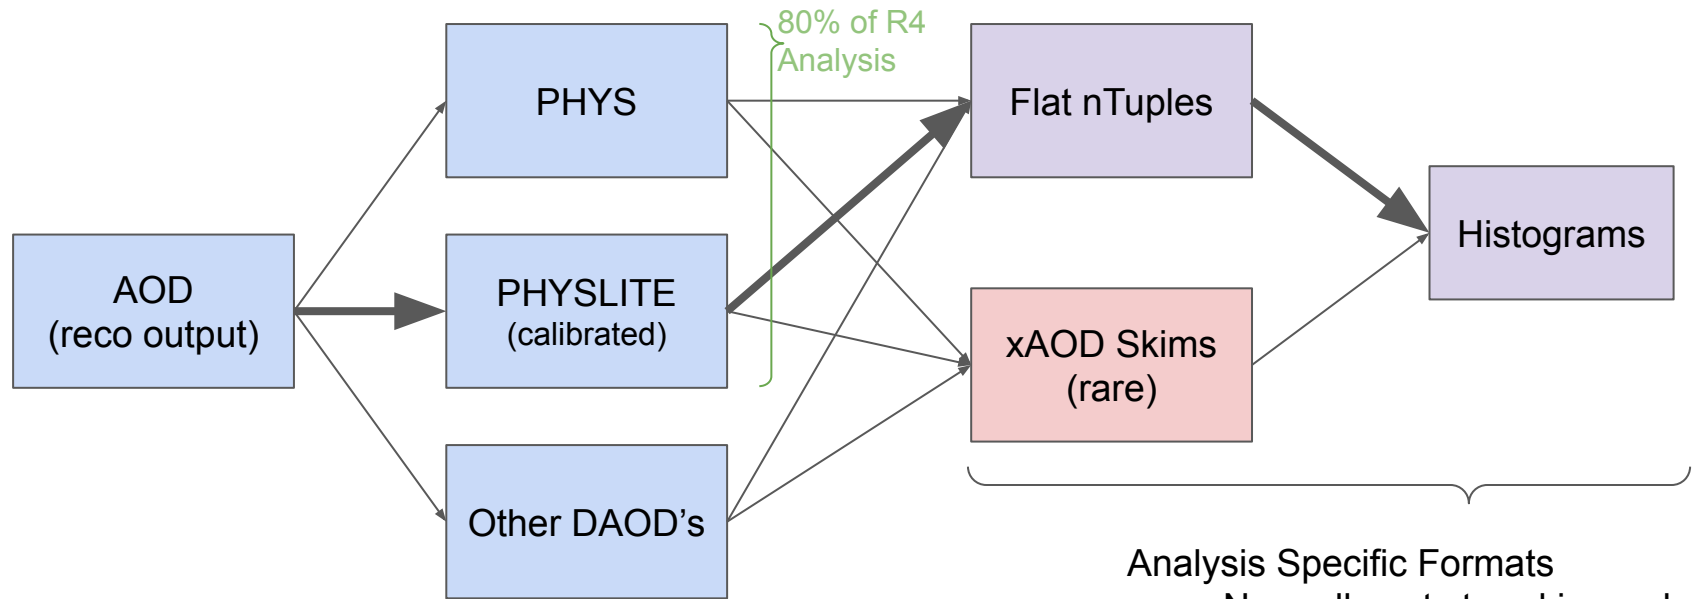 80% of R4
Analysis
PHYS
Flat nTuples
Histograms
AOD
(reco output)
PHYSLITE
(calibrated)
xAOD Skims
(rare)
Other DAOD’s
Analysis Specific Formats